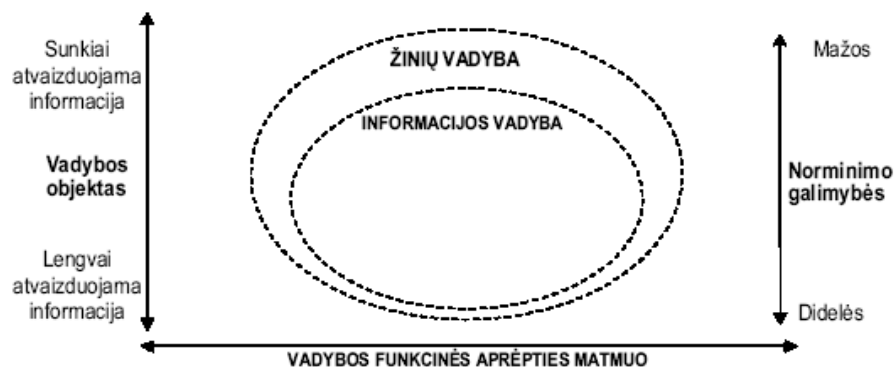 Sunkiai
atvaizduojama
informacija
Vadybos
objektas
Lengvai
atvaizduojama
informacija
ŽINIŲ VADYBA
INFORMACIJOS VADYBA
Mažos
Norminimo
galimybės
Didelės
VADYBOS FUNKCINĖS APRĖPTIES MATMUO